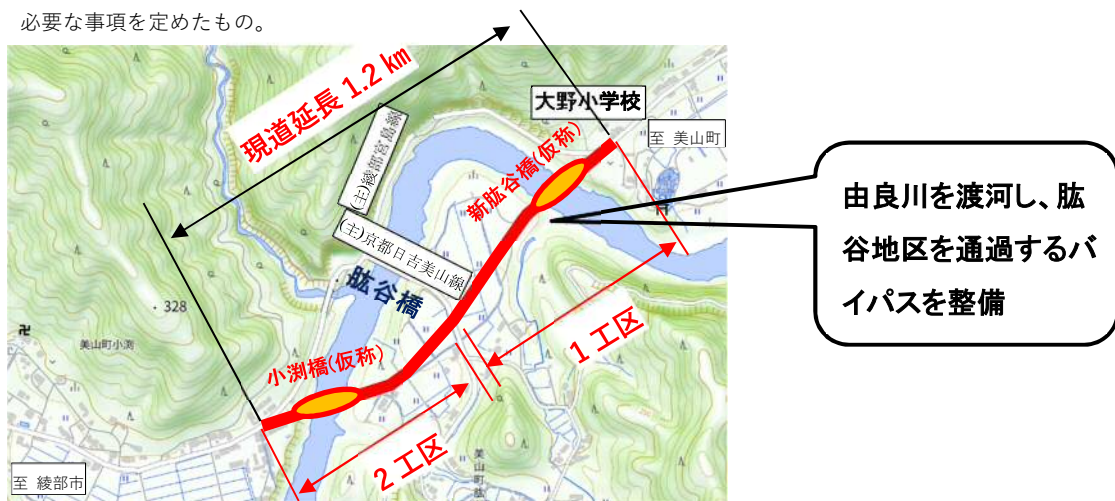 必要な事項を定めたもの。
現道延長 1.2 ㎞
大野小学校
至 美山町
(主)綾部宮島線
新肱谷橋(仮称)
(主)京都日吉美山線
肱谷橋
由良川を渡河し、肱
谷地区を通過するバ
イパスを整備
328
美山町小渕
小渕橋(仮称)
1工区
2工区
美山町肱
至 綾部市